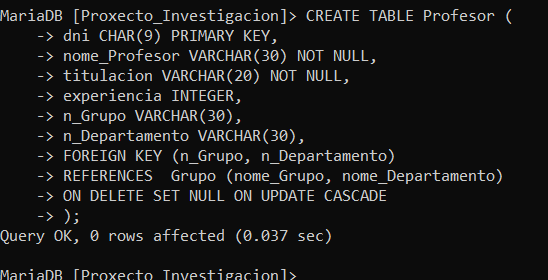 MariaDB [Proxecto_Investigacion]> CREATE TABLE Profesor (
    -> dni CHAR(9) PRIMARY KEY,
    -> nome_Profesor VARCHAR(30) NOT NULL,
    -> titulacion VARCHAR(20) NOT NULL,
    -> experiencia INTEGER,
    -> n_Grupo VARCHAR(30),
    -> n_Departamento VARCHAR(30),
    -> FOREIGN KEY (n_Grupo, n_Departamento)
    -> REFERENCES  Grupo (nome_Grupo, nome_Departamento)
    -> ON DELETE SET NULL ON UPDATE CASCADE
    -> );
Query OK, 0 rows affected (0.037 sec)
MariaDB [Proxecto_Investigacion]>